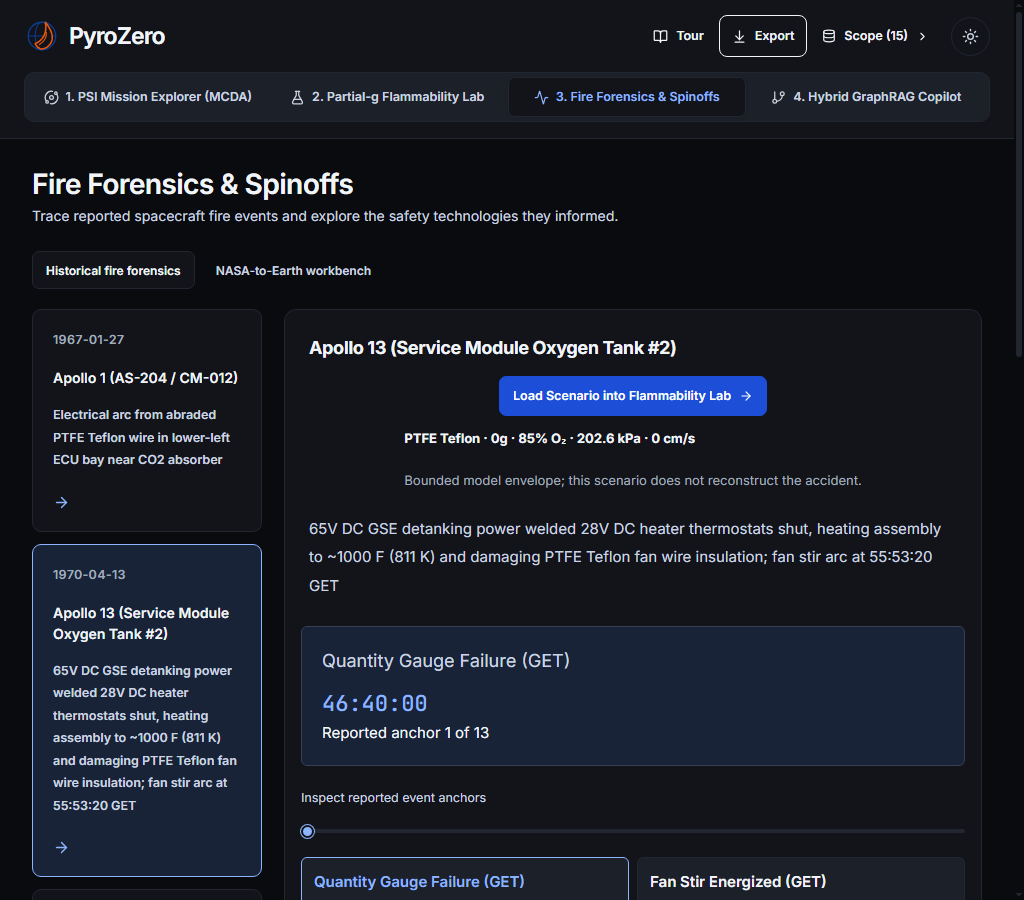 PyroZero
Tour
Export
Scope (15)
1. PSI Mission Explorer (MCDA)
2. Partial-g Flammability Lab
3. Fire Forensics & Spinoffs
4. Hybrid GraphRAG Copilot
Fire Forensics & Spinoffs
Trace reported spacecraft fire events and explore the safety technologies they informed.
Historical fire forensics
NASA-to-Earth workbench
1967-01-27
Apollo 1 (AS-204 / CM-012)
Electrical arc from abraded
PTFE Teflon wire in lower-left
ECU bay near CO2 absorber
1970-04-13
Apollo 13 (Service Module
Oxygen Tank #2)
65V DC GSE detanking power
welded 28V DC heater
thermostats shut, heating
assembly to ~1000 F (811 K)
and damaging PTFE Teflon fan
wire insulation; fan stir arc at
55:53:20 GET
Apollo 13 (Service Module Oxygen Tank #2)
Load Scenario into Flammability Lab
PTFE Teflon · 0g · 85% O₂ · 202.6 kPa · 0 cm/s
Bounded model envelope; this scenario does not reconstruct the accident.
65V DC GSE detanking power welded 28V DC heater thermostats shut, heating assembly
to ~1000 F (811 K) and damaging PTFE Teflon fan wire insulation; fan stir arc at 55:53:20
GET
Quantity Gauge Failure (GET)
46:40:00
Reported anchor 1 of 13
Inspect reported event anchors
Quantity Gauge Failure (GET)
Fan Stir Energized (GET)